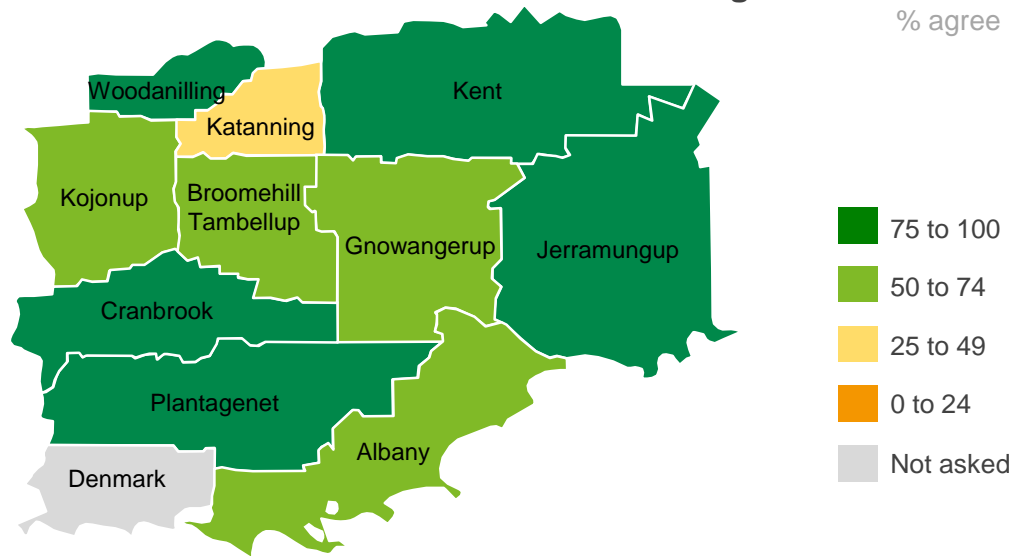 % agree
Woodanilling
Kent
Katanning
Kojonup
Broomehill
Tambellup
Gnowangerup
Jerramungup
Cranbrook
Plantagenet
Albany
Denmark
75 to 100
50 to 74
25 to 49
0 to 24
Not asked